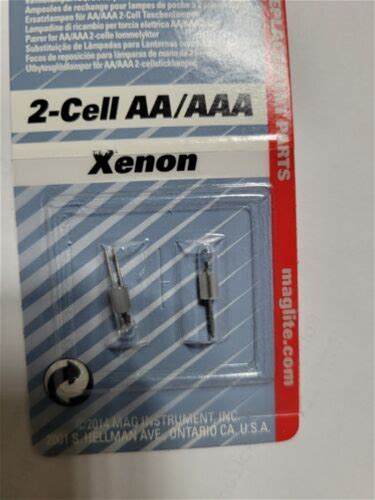 Ampoules de rechange pour lampes de poche à 2
Ersatzlampen für AA/AAA 2-Cell Taschenlampen
Lampadine di ricambio per torcia elettrica AA/AAA
Pærer for AA/AAA 2-celle lommelykter
Substituição de Lâmpadas para Lanternas
Focos de reposición para lámparas de mano de
AA/AAA 2-cellsficklampor
2-Cell AA/AAA
Xenon
PARTS
maglite.com
©2014 MAG INSTRUMENT, INC.
2001 S. HELLMAN AVE., ONTARIO CA. U.S.A.